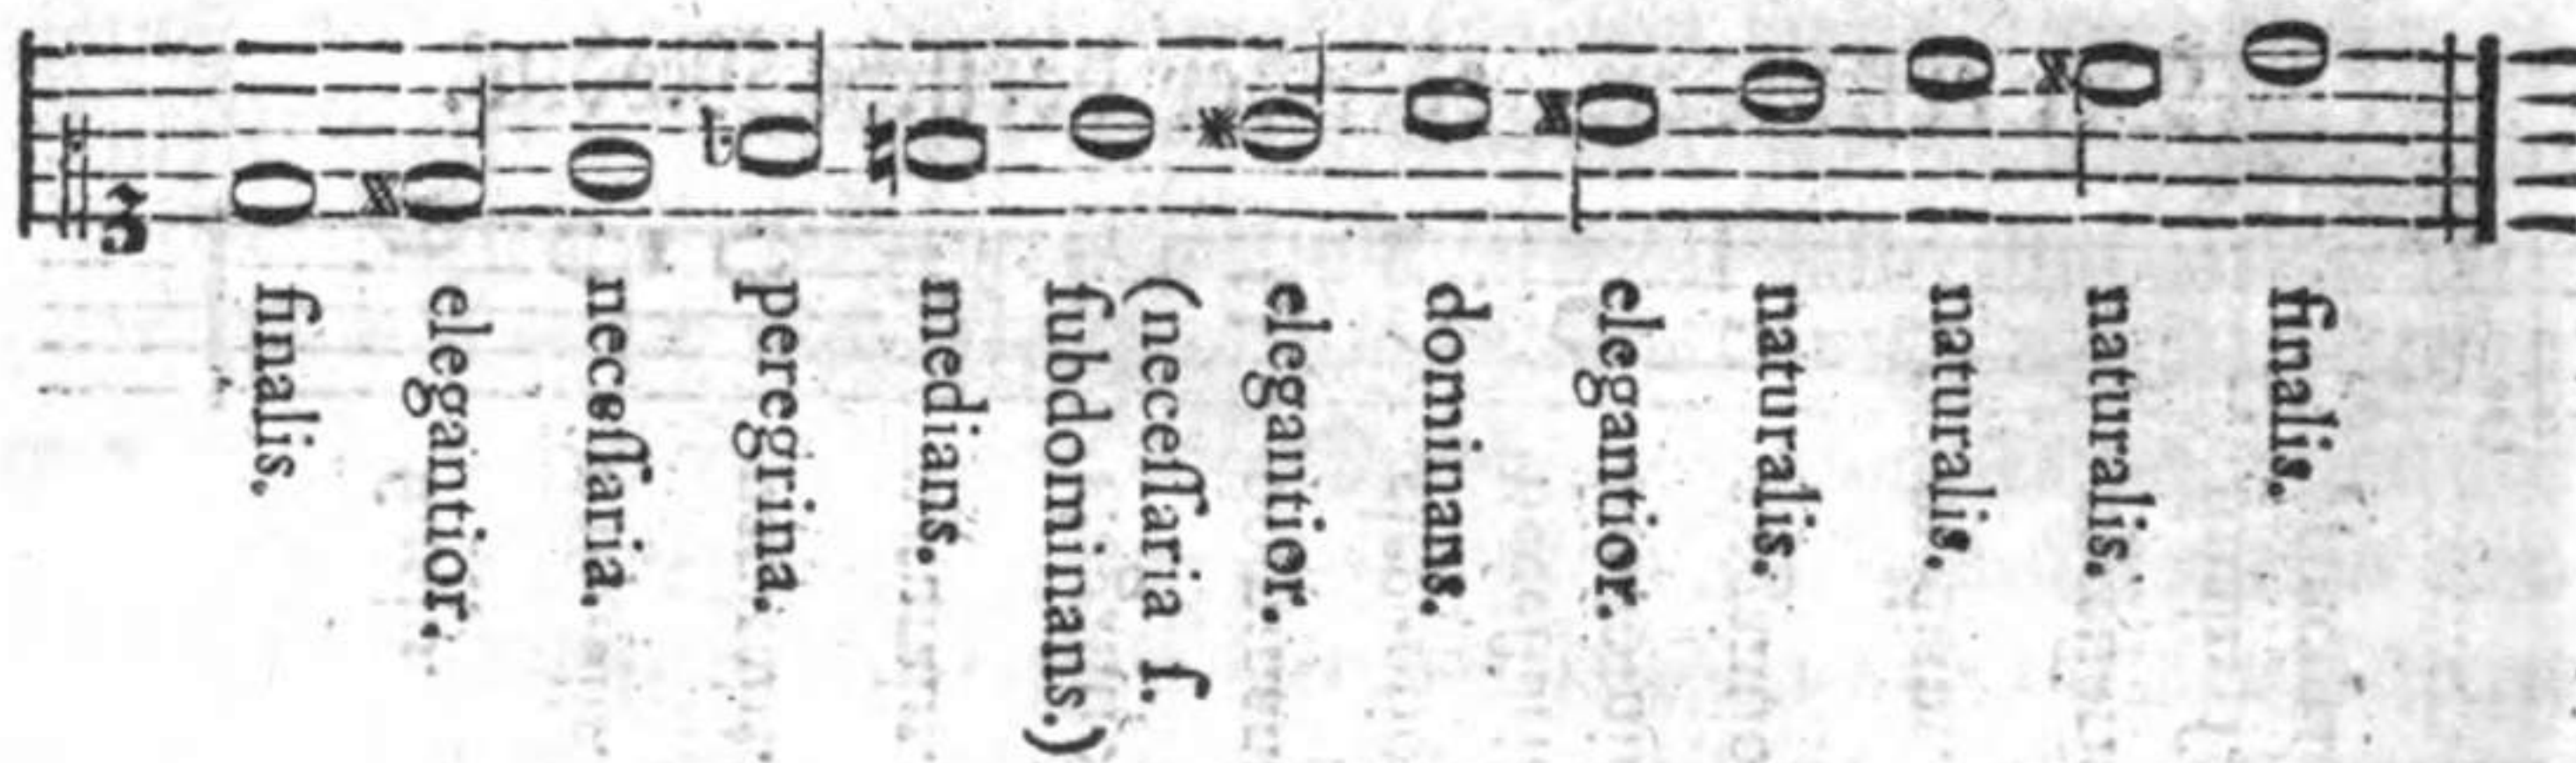 finalis.
elegantior.
neceſſaria.
peregrina.
medians.
(neceſſaria ſ.
ſubdominans.)
elegantior.
dominans.
elegantior.
naturalis.
naturalis.
naturalis.
finalis.